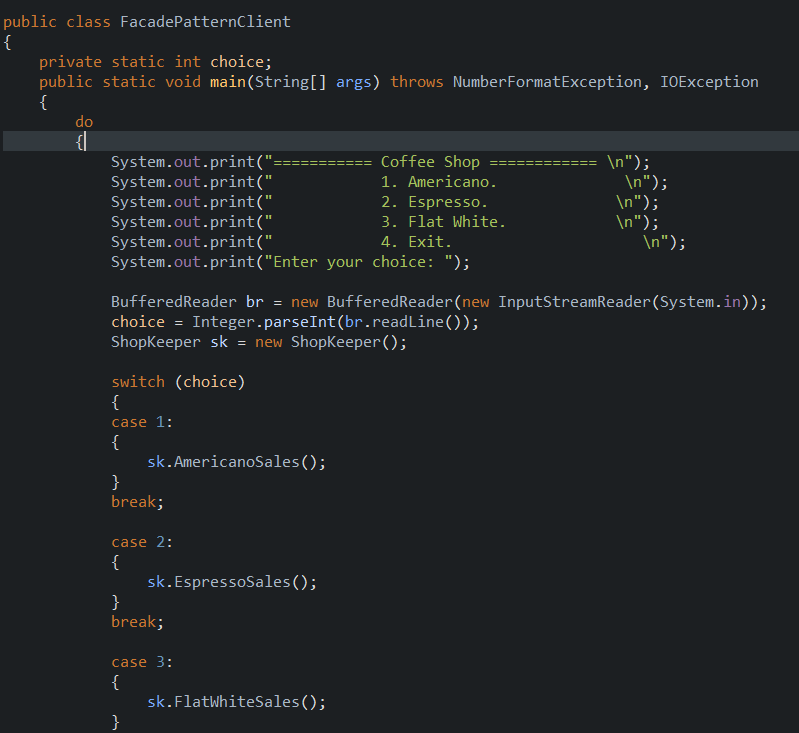 public class FacadePatternClient
{
    private static int choice;
    public static void main(String[] args) throws NumberFormatException, IOException
    {
        do
        {
            System.out.print("=========== Coffee Shop ============ \n");
            System.out.print("            1. Americano.              \n");
            System.out.print("            2. Espresso.              \n");
            System.out.print("            3. Flat White.            \n");
            System.out.print("            4. Exit.                     \n");
            System.out.print("Enter your choice: ");

            BufferedReader br = new BufferedReader(new InputStreamReader(System.in));
            choice = Integer.parseInt(br.readLine());
            ShopKeeper sk = new ShopKeeper();

            switch (choice)
            {
            case 1:
            {
                sk.AmericanoSales();
            }
            break;

            case 2:
            {
                sk.EspressoSales();
            }
            break;

            case 3:
            {
                sk.FlatWhiteSales();
            }